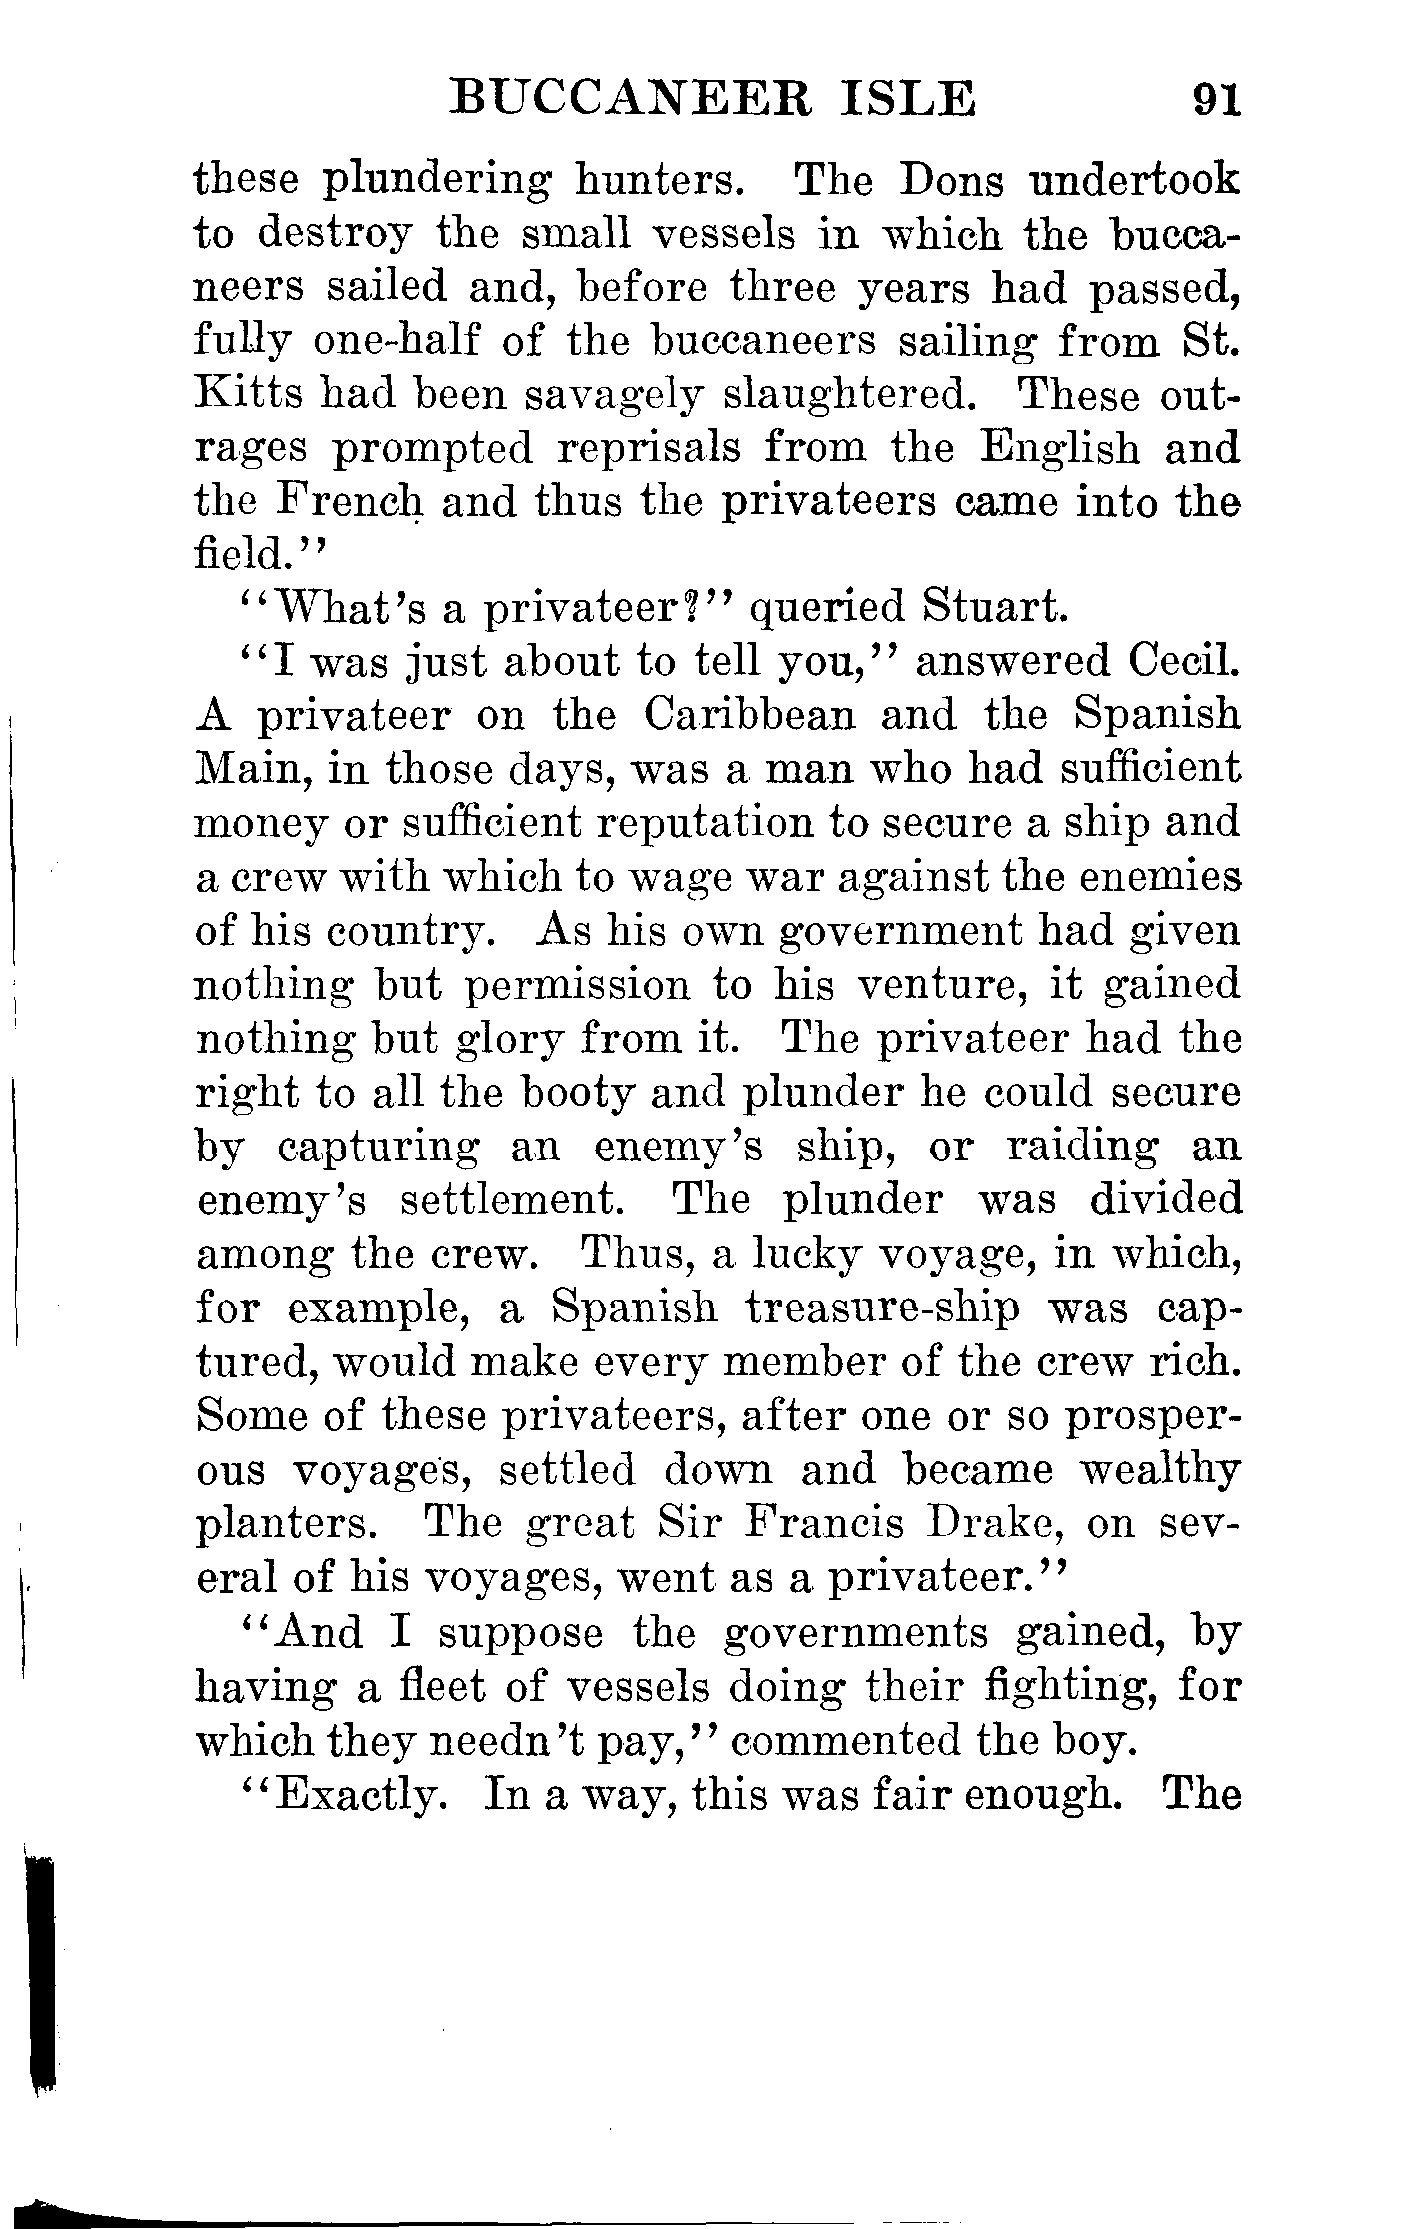 BUCCANEER ISLE 91
these plundering hunters. The Dons undertook
to destroy the small vessels in which the bucca-
neers sailed and, before three years had passed,
fully one-half of the buccaneers sailing from St.
Kitts had been savagely slaughtered. These out-
rages prompted reprisals from the English and
the French and thus the privateers came into the
field."
"What's a privateer?" queried Stuart.
"I was just about to tell you," answered Cecil.
A privateer on the Caribbean and the Spanish
Main, in those days, was a man who had sufficient
money or sufficient reputation to secure a ship and
a crew with which to wage war against the enemies
of his country. As his own government had given
nothing but permission to his venture, it gained
nothing but glory from it. The privateer had the
right to all the booty and plunder he could secure
by capturing an enemy's ship, or raiding an
enemy's settlement. The plunder was divided
among the crew. Thus, a lucky voyage, in which,
for example, a Spanish treasure-ship was cap-
tured, would make every member of the crew rich.
Some of these privateers, after one or so prosper-
ous voyages, settled down and became wealthy
planters. The great Sir Francis Drake, on sev-
eral of his voyages, went as a privateer."
"And I suppose the governments gained, by
having a fleet of vessels doing their fighting, for
which they needn't pay," commented the boy.
"Exactly. In a way, this was fair enough. The